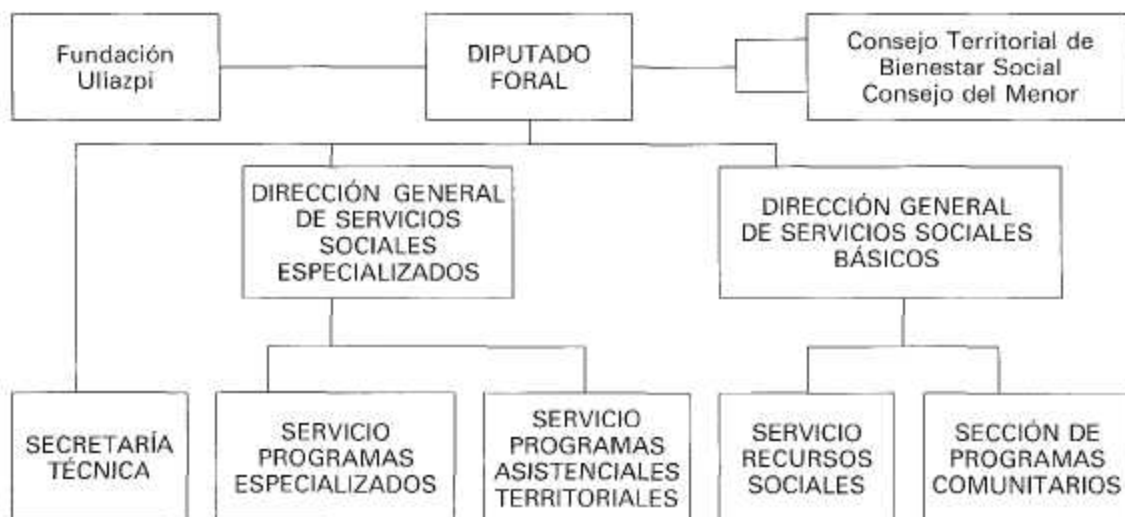 Fundación
Uliazpi
DIPUTADO
FORAL
Consejo Territorial de
Bienestar Social
Consejo del Menor
DIRECCIÓN GENERAL
DE SERVICIOS
SOCIALES
ESPECIALIZADOS
DIRECCIÓN GENERAL
DE SERVICIOS SOCIALES
BÁSICOS
SECRETARÍA
TÉCNICA
SERVICIO
PROGRAMAS
ESPECIALIZADOS
SERVICIO
PROGRAMAS
ASISTENCIALES
TERRITORIALES
SERVICIO
RECURSOS
SOCIALES
SECCIÓN DE
PROGRAMAS
COMUNITARIOS